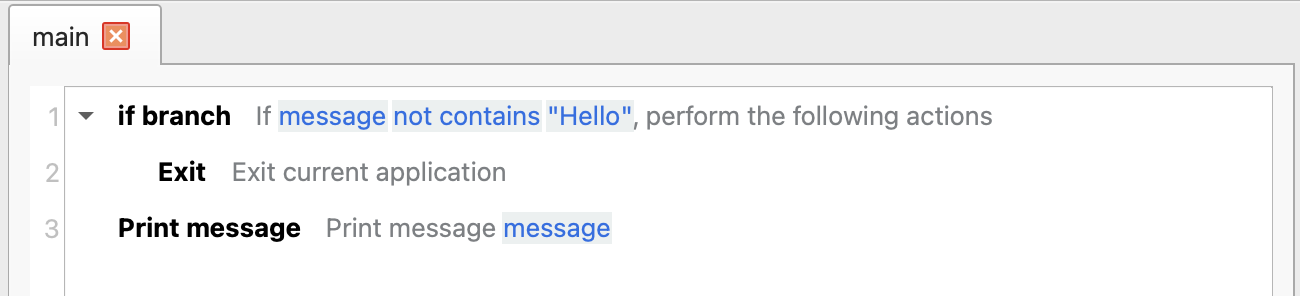 main
1 if branch If message not contains "Hello", perform the following actions
2 Exit Exit current application
3 Print message Print message message